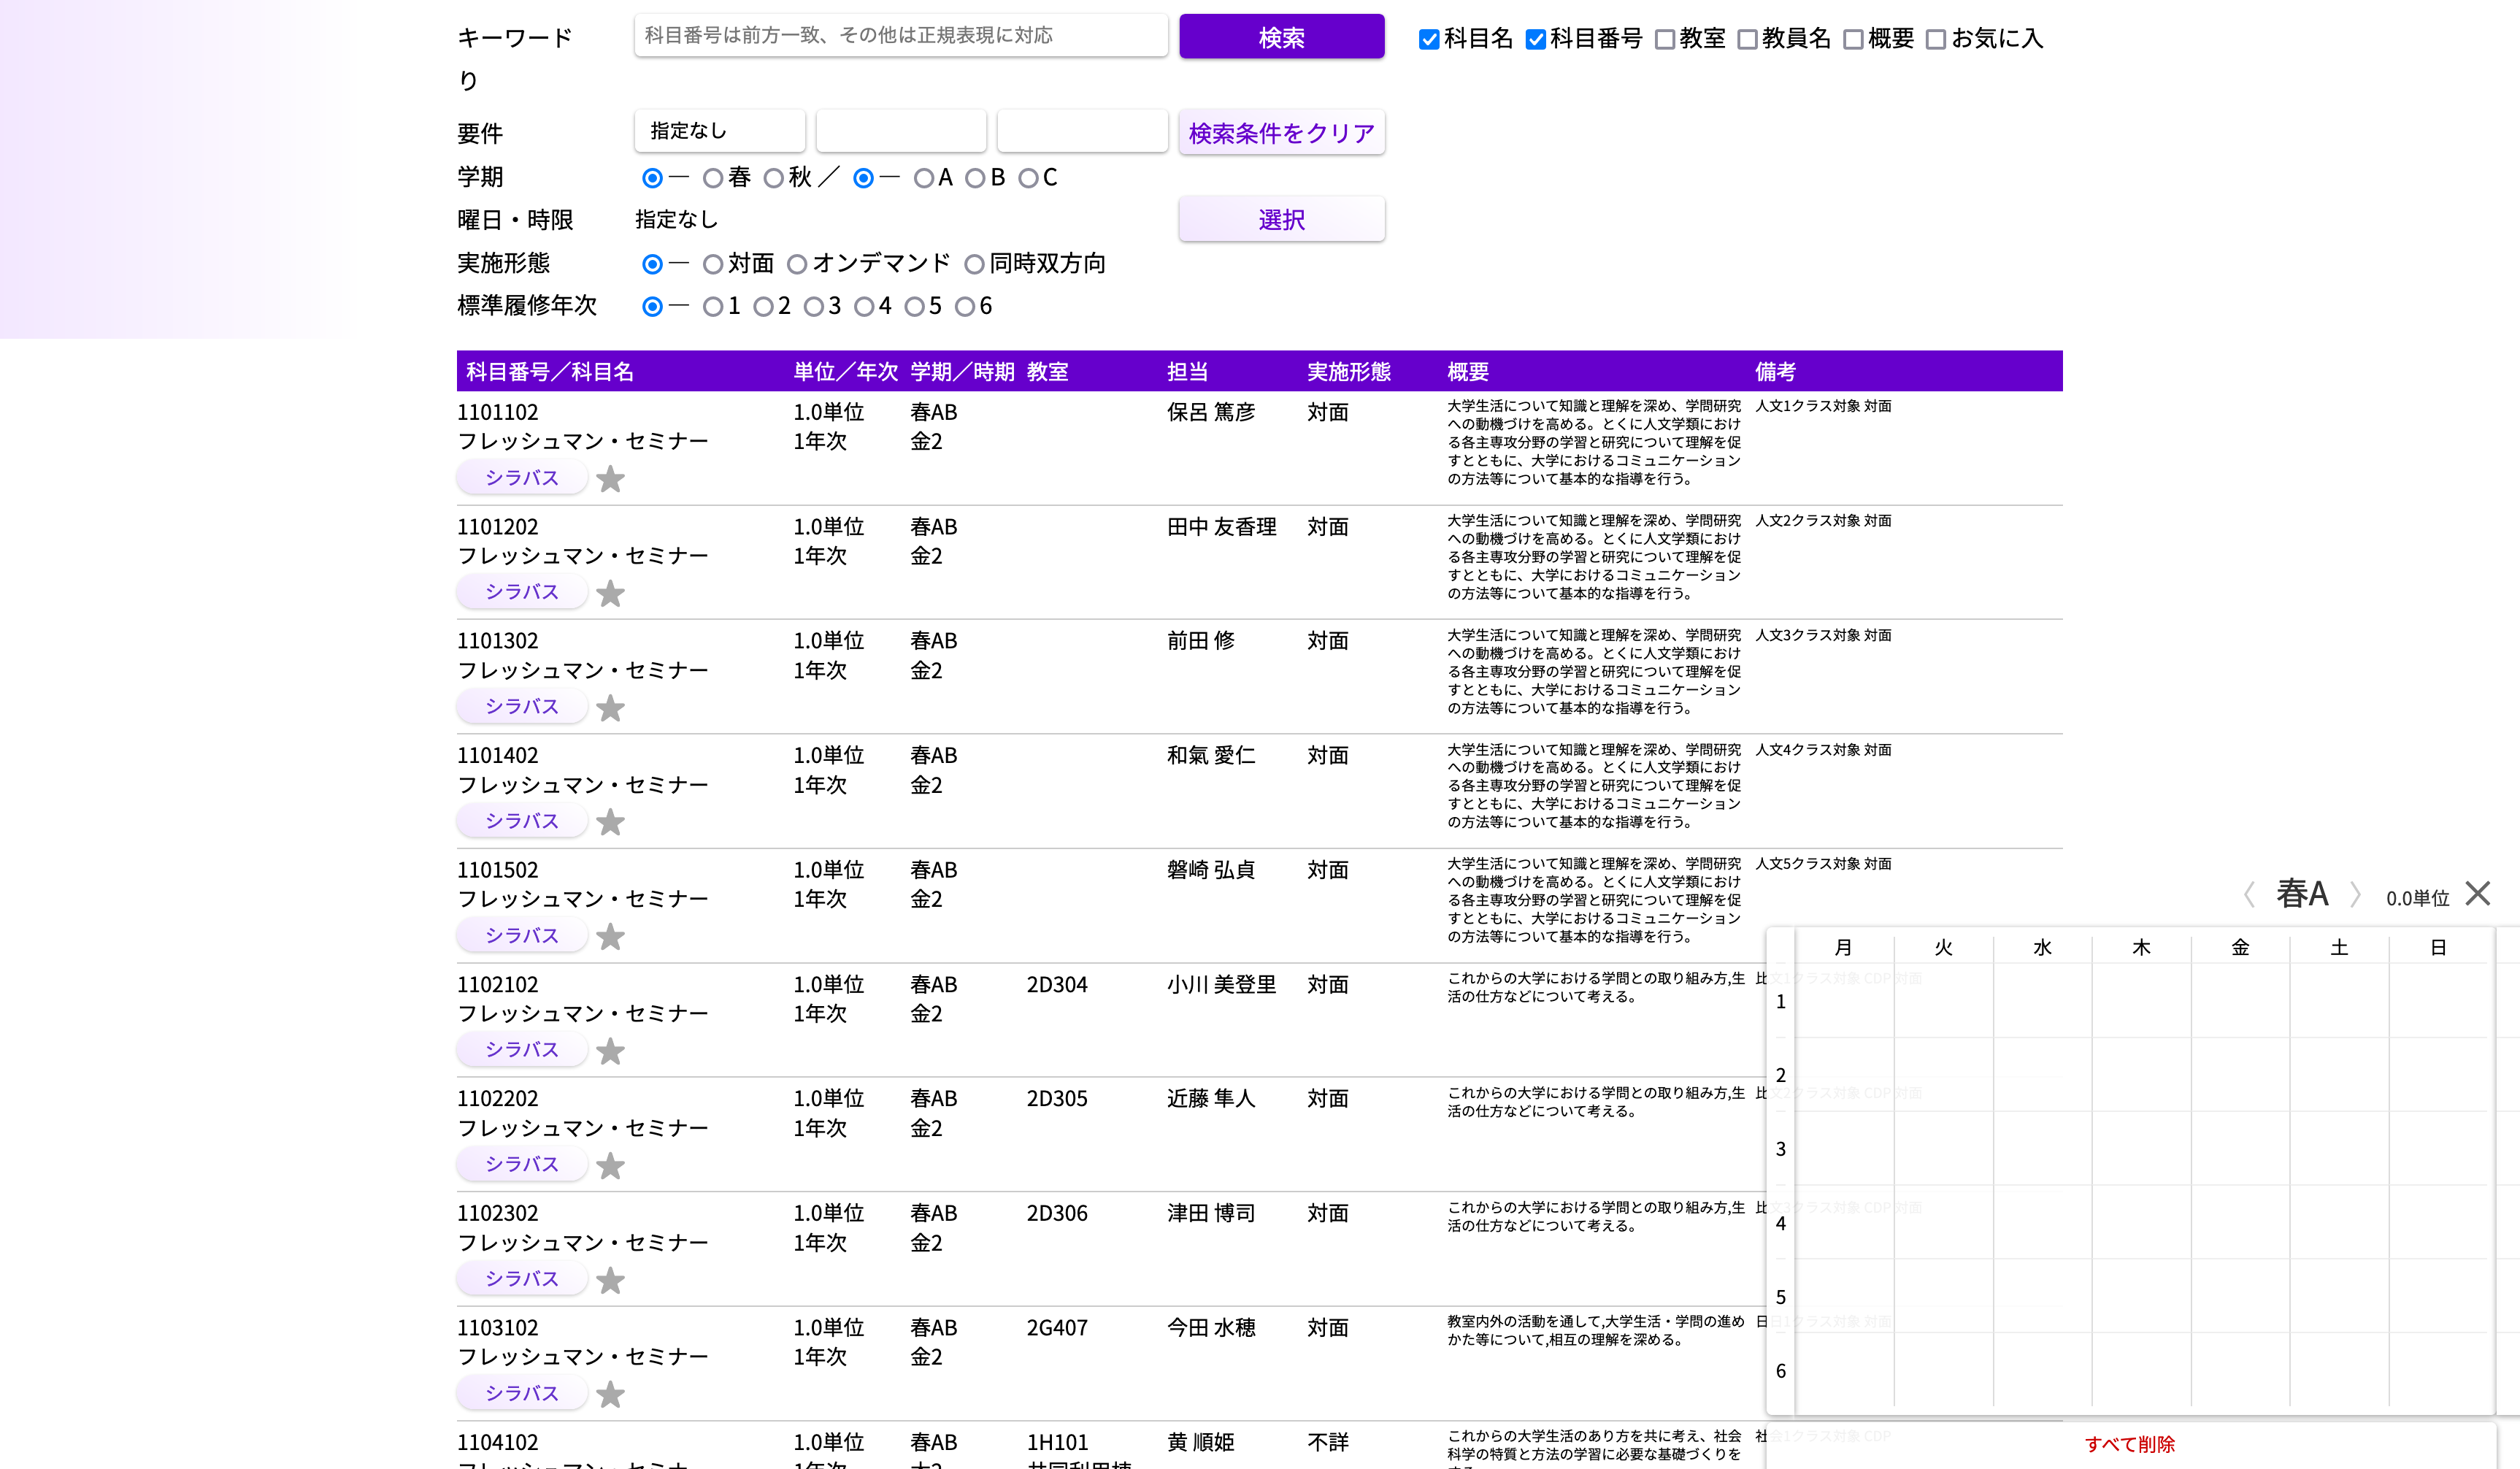 キーワード 科目番号は前方一致、その他は正規表現に対応 検索 科目名 科目番号 教室 教員名 概要 お気に入
り
要件 指定なし 検索条件をクリア
学期 — 春 秋 ／ — A B C
曜日・時限 指定なし 選択
実施形態 — 対面 オンデマンド 同時双方向
標準履修年次 — 1 2 3 4 5 6
科目番号／科目名 単位／年次 学期／時期 教室 担当 実施形態 概要 備考
1101102 1.0単位 春AB 保呂 篤彦 対面
フレッシュマン・セミナー 1年次 金2
シラバス
大学生活について知識と理解を深め、学問研究
への動機づけを高める。とくに人文学類におけ
る各主専攻分野の学習と研究について理解を促
すとともに、大学におけるコミュニケーション
の方法等について基本的な指導を行う。
人文1クラス対象 対面
1101202 1.0単位 春AB 田中 友香理 対面
フレッシュマン・セミナー 1年次 金2
シラバス
大学生活について知識と理解を深め、学問研究
への動機づけを高める。とくに人文学類におけ
る各主専攻分野の学習と研究について理解を促
すとともに、大学におけるコミュニケーション
の方法等について基本的な指導を行う。
人文2クラス対象 対面
1101302 1.0単位 春AB 前田 修 対面
フレッシュマン・セミナー 1年次 金2
シラバス
大学生活について知識と理解を深め、学問研究
への動機づけを高める。とくに人文学類におけ
る各主専攻分野の学習と研究について理解を促
すとともに、大学におけるコミュニケーション
の方法等について基本的な指導を行う。
人文3クラス対象 対面
1101402 1.0単位 春AB 和氣 愛仁 対面
フレッシュマン・セミナー 1年次 金2
シラバス
大学生活について知識と理解を深め、学問研究
への動機づけを高める。とくに人文学類におけ
る各主専攻分野の学習と研究について理解を促
すとともに、大学におけるコミュニケーション
の方法等について基本的な指導を行う。
人文4クラス対象 対面
1101502 1.0単位 春AB 磐崎 弘貞 対面
フレッシュマン・セミナー 1年次 金2
シラバス
大学生活について知識と理解を深め、学問研究
への動機づけを高める。とくに人文学類におけ
る各主専攻分野の学習と研究について理解を促
すとともに、大学におけるコミュニケーション
の方法等について基本的な指導を行う。
人文5クラス対象 対面
1102102 1.0単位 春AB 2D304 小川 美登里 対面
フレッシュマン・セミナー 1年次 金2
シラバス
これからの大学における学問との取り組み方,生
活の仕方などについて考える。
比文1クラス対象 CDP 対面
1102202 1.0単位 春AB 2D305 近藤 隼人 対面
フレッシュマン・セミナー 1年次 金2
シラバス
これからの大学における学問との取り組み方,生
活の仕方などについて考える。
比文2クラス対象 CDP 対面
1102302 1.0単位 春AB 2D306 津田 博司 対面
フレッシュマン・セミナー 1年次 金2
シラバス
これからの大学における学問との取り組み方,生
活の仕方などについて考える。
比文3クラス対象 CDP 対面
1103102 1.0単位 春AB 2G407 今田 水穂 対面
フレッシュマン・セミナー 1年次 金2
シラバス
教室内外の活動を通して,大学生活・学問の進め
かた等について,相互の理解を深める。
日日1クラス対象 対面
1104102 1.0単位 春AB 1H101 黄 順姫 不詳
これからの大学生活のあり方を共に考え、社会
科学の特質と方法の学習に必要な基礎づくりを
社会1クラス対象 CDP
〈 春A 〉 0.0単位
月 火 水 木 金 土 日
1
2
3
4
5
6
すべて削除